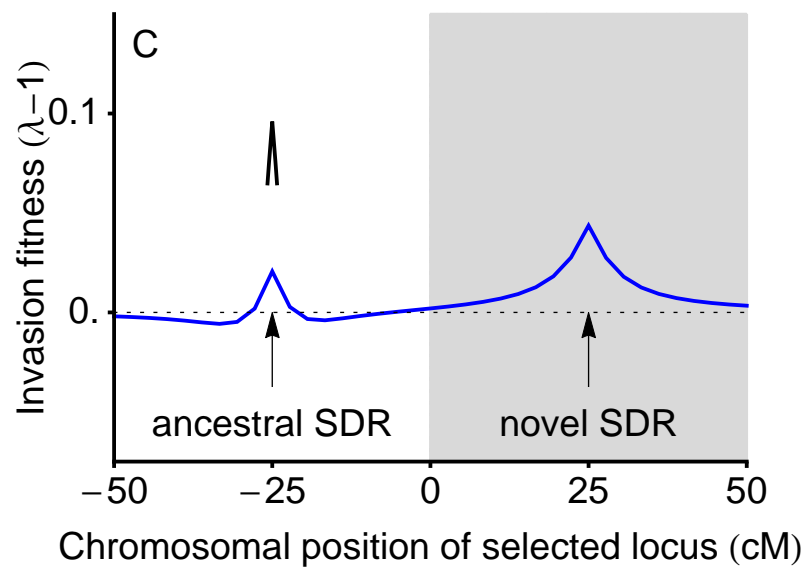 C
Invasion fitness (λ−1)
0.1
0.
ancestral SDR
novel SDR
−50
−25
0
25
50
Chromosomal position of selected locus (cM)